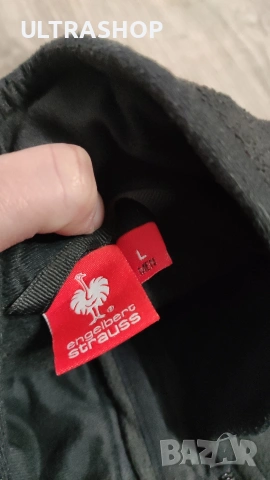 ULTRASHOP
L
engelbert
strauss
®
bazar